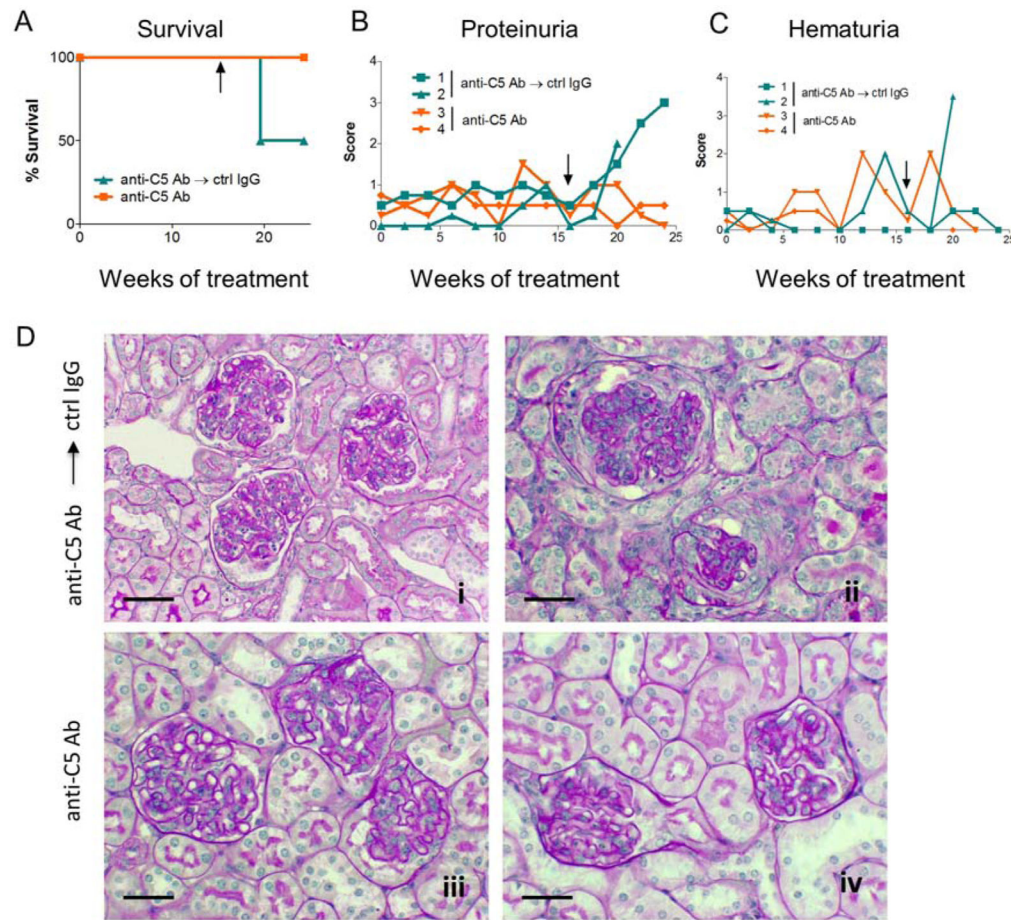 A
Survival
100
50
0
% Survival
anti-C5 Ab → ctrl IgG
anti-C5 Ab
0
10
20
Weeks of treatment
B
Proteinuria
4
3
2
1
0
Score
1
2
anti-C5 Ab → ctrl IgG
3
4
anti-C5 Ab
0 5 10 15 20 25
Weeks of treatment
C
Hematuria
4
3
2
1
0
Score
1
2
anti-C5 Ab → ctrl IgG
3
4
anti-C5 Ab
0 5 10 15 20 25
Weeks of treatment
D
anti-C5 Ab → ctrl IgG
i
ii
anti-C5 Ab
iii
iv